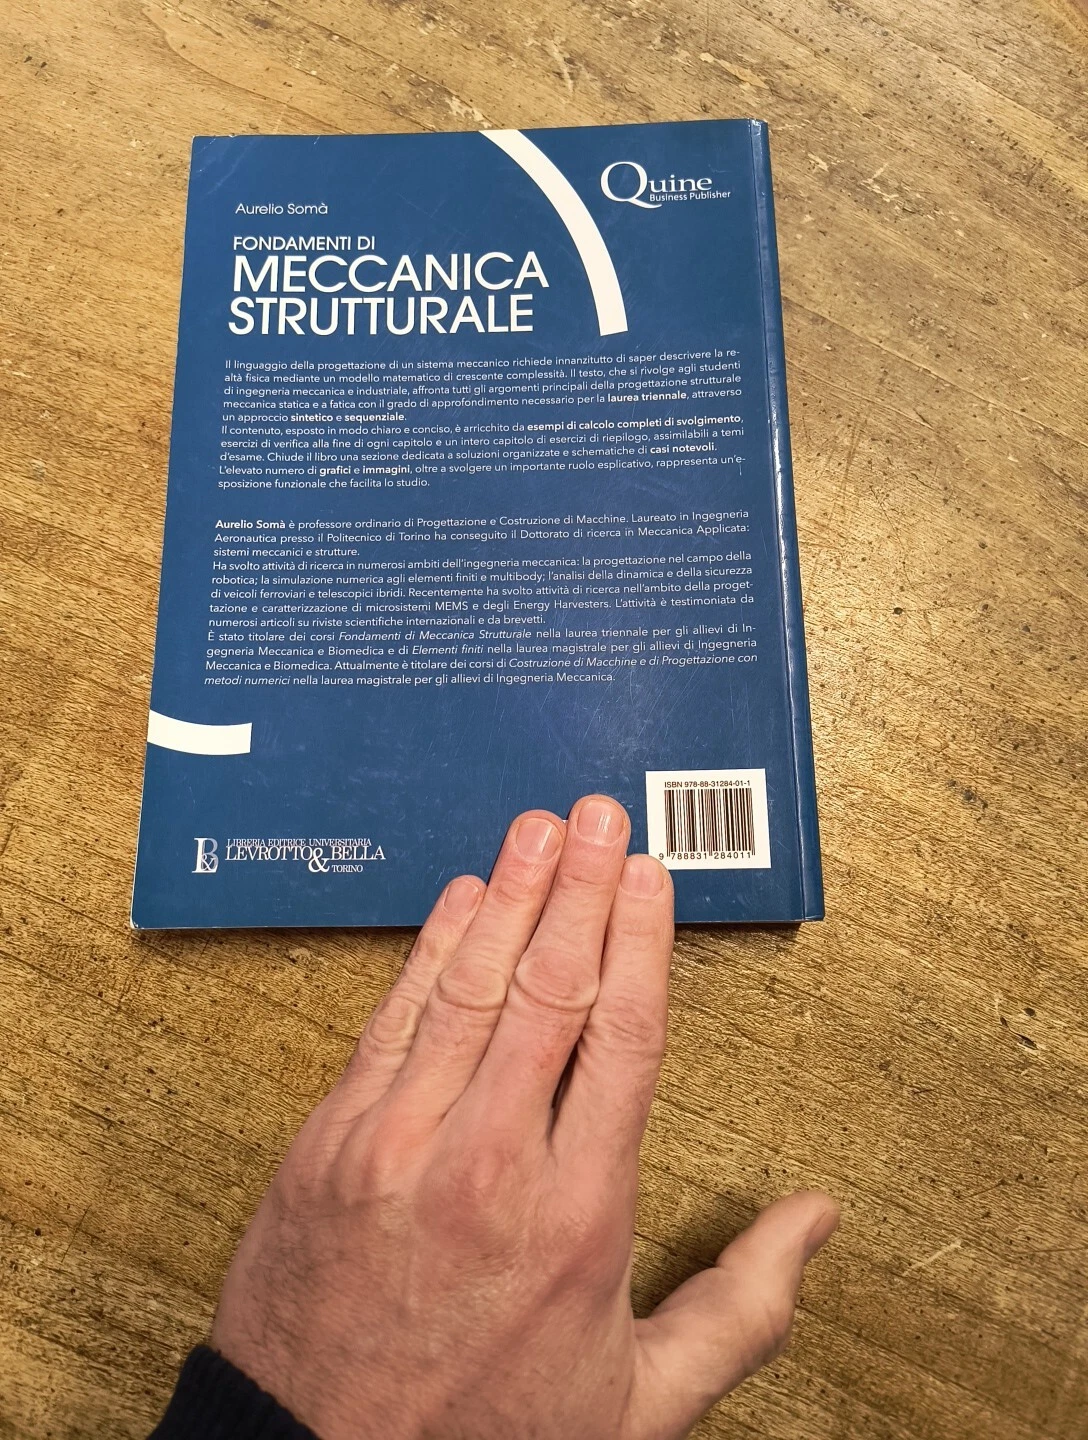 Quine
Business Publisher
Aurelio Somà
FONDAMENTI DI
MECCANICA
STRUTTURALE
Il linguaggio della progettazione di un sistema meccanico richiede innanzitutto di saper descrivere la re-
altà fisica mediante un modello matematico di crescente complessità. Il testo, che si rivolge agli studenti
di ingegneria meccanica e industriale, affronta tutti gli argomenti principali della progettazione strutturale
meccanica statica e a fatica con il grado di approfondimento necessario per la laurea triennale, attraverso
un approccio sintetico e sequenziale.
Il contenuto, esposto in modo chiaro e conciso, è arricchito da esempi di calcolo completi di svolgimento,
esercizi di verifica alla fine di ogni capitolo e un intero capitolo di esercizi di riepilogo, assimilabili a temi
d'esame. Chiude il libro una sezione dedicata a soluzioni organizzate e schematiche di casi notevoli.
L'elevato numero di grafici e immagini, oltre a svolgere un importante ruolo esplicativo, rappresenta un'e-
sposizione funzionale che facilita lo studio.
Aurelio Somà è professore ordinario di Progettazione e Costruzione di Macchine. Laureato in Ingegneria
Aeronautica presso il Politecnico di Torino ha conseguito il Dottorato di ricerca in Meccanica Applicata:
sistemi meccanici e strutture.
Ha svolto attività di ricerca in numerosi ambiti dell'ingegneria meccanica: la progettazione nel campo della
robotica; la simulazione numerica agli elementi finiti e multibody; l'analisi della dinamica e della sicurezza
di veicoli ferroviari e telescopici ibridi. Recentemente ha svolto attività di ricerca nell'ambito della proget-
tazione e caratterizzazione di microsistemi MEMS e degli Energy Harvesters. L'attività è testimoniata da
numerosi articoli su riviste scientifiche internazionali e da brevetti.
È stato titolare dei corsi Fondamenti di Meccanica Strutturale nella laurea triennale per gli allievi di In-
gegneria Meccanica e Biomedica e di Elementi finiti nella laurea magistrale per gli allievi di Ingegneria
Meccanica e Biomedica. Attualmente è titolare dei corsi di Costruzione di Macchine e di Progettazione con
metodi numerici nella laurea magistrale per gli allievi di Ingegneria Meccanica.
ISBN 978-88-31284-01-1
9 788831 284011
L&B
LIBRERIA EDITRICE UNIVERSITARIA
LEVROTTO&BELLA
TORINO